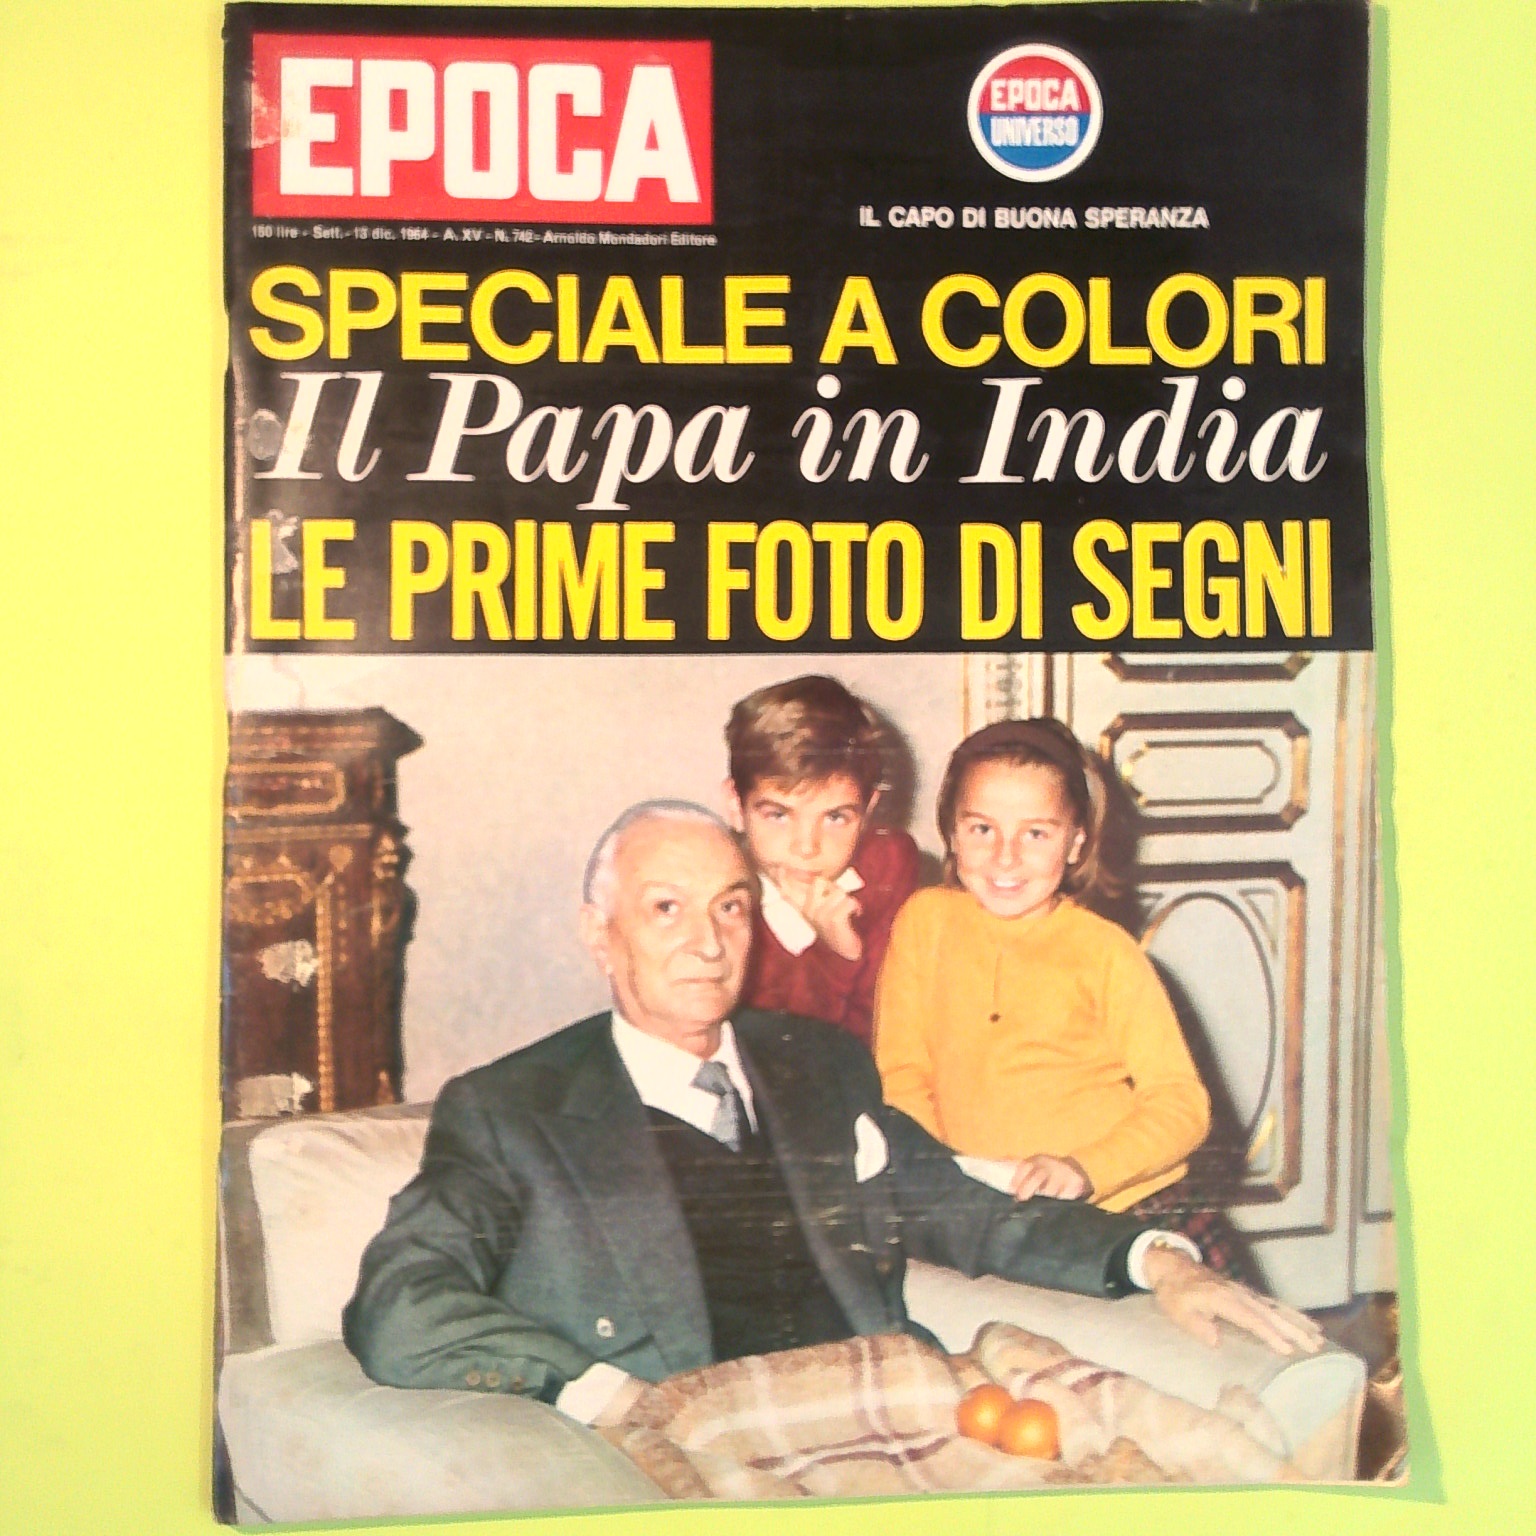 EPOCA
EPOCA
UNIVERSO
IL CAPO DI BUONA SPERANZA
150 lire - Sett. - 13 dic. 1964 - A. XV - N. 742 - Arnoldo Mondadori Editore
SPECIALE A COLORI
Il Papa in India
LE PRIME FOTO DI SEGNI